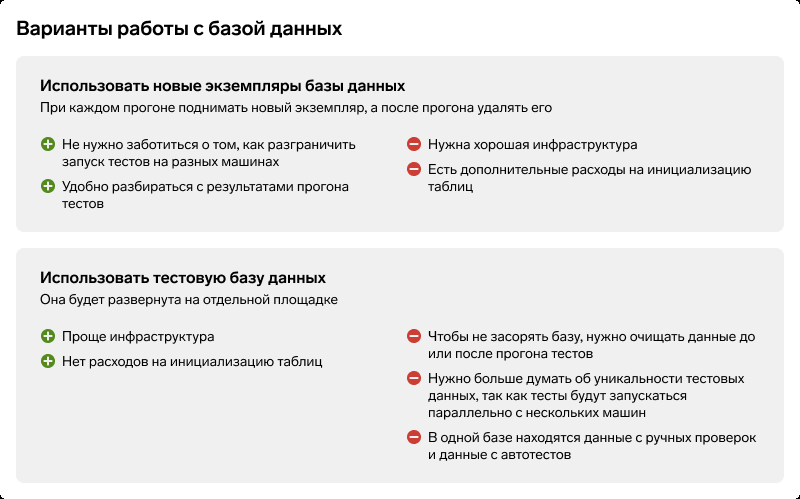 Варианты работы с базой данных
Использовать новые экземпляры базы данных
При каждом прогоне поднимать новый экземпляр, а после прогона удалять его
Не нужно заботиться о том, как разграничить
запуск тестов на разных машинах
Удобно разбираться с результатами прогона
тестов
Нужна хорошая инфраструктура
Есть дополнительные расходы на инициализацию
таблиц
Использовать тестовую базу данных
Она будет развернута на отдельной площадке
Проще инфраструктура
Нет расходов на инициализацию таблиц
Чтобы не засорять базу, нужно очищать данные до
или после прогона тестов
Нужно больше думать об уникальности тестовых
данных, так как тесты будут запускаться
параллельно с нескольких машин
В одной базе находятся данные с ручных проверок
и данные с автотестов